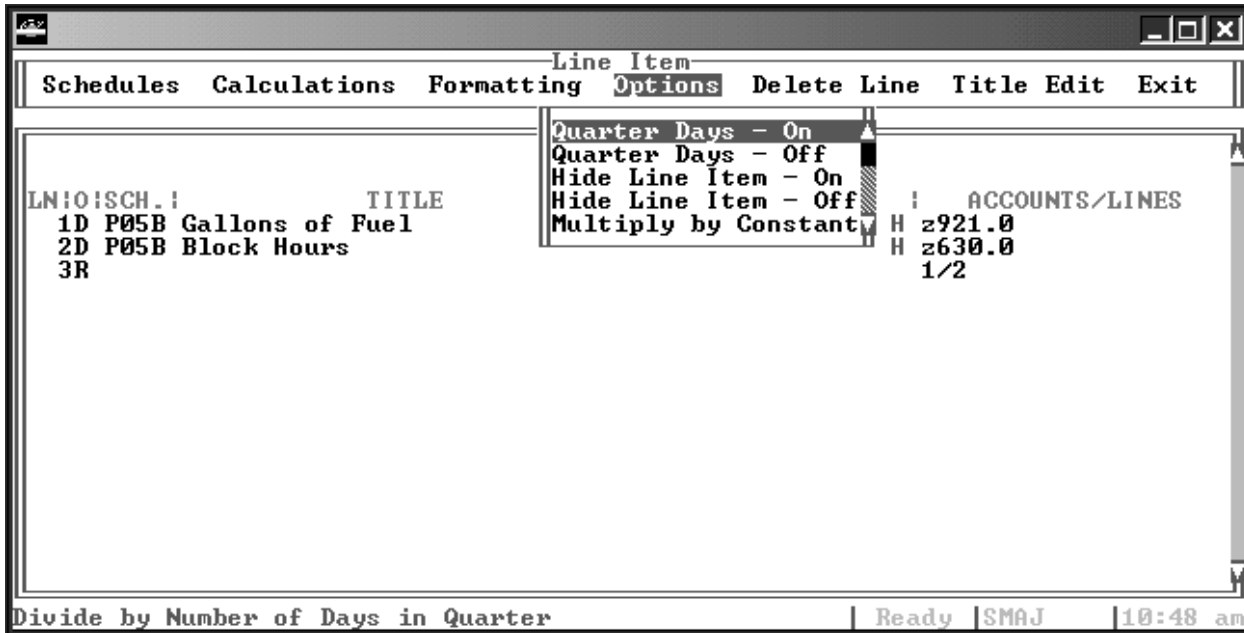 Line Item
Schedules Calculations Formatting Options Delete Line Title Edit Exit
Quarter Days - On
Quarter Days - Off
Hide Line Item - On
LN|O|SCH.| TITLE Hide Line Item - Off | ACCOUNTS/LINES
1D P05B Gallons of Fuel Multiply by Constant H z921.0
2D P05B Block Hours H z630.0
3R 1/2
Divide by Number of Days in Quarter | Ready |SMAJ |10:48 am